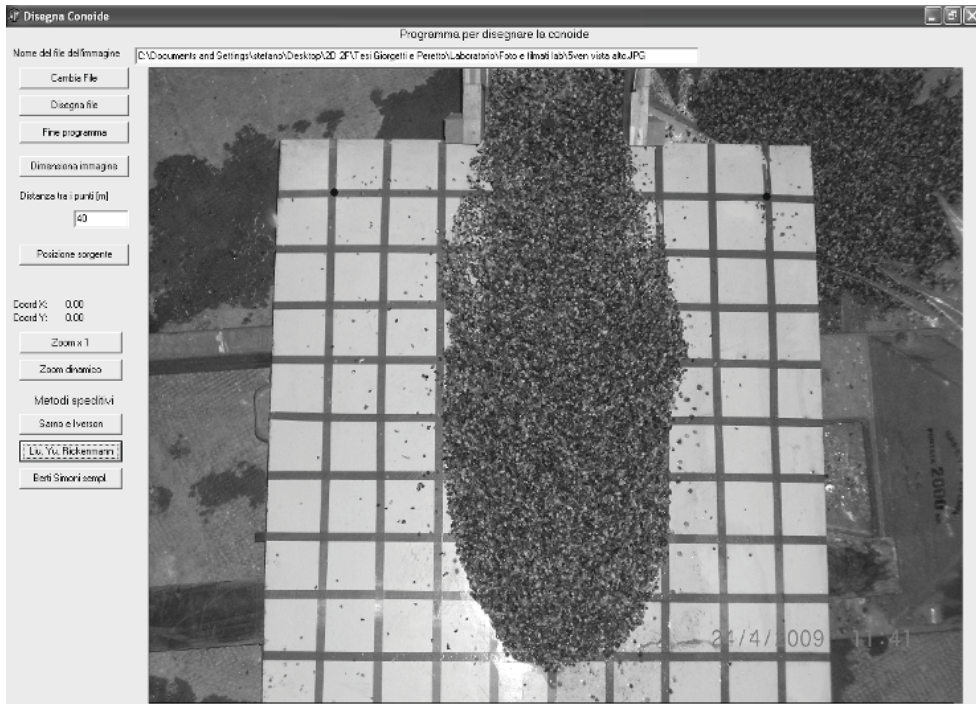 Disegna Conoide
Programma per disegnare la conoide
Nome del file dell'immagine
C:\Documents and Settings\stefano\Desktop\2D 2F\Tesi Giorgetti e Peretto\Laboratorio\Foto e filmati lab\5ven vista alto.JPG
Cambia File
Disegna file
Fine programma
Dimensiona immagine
Distanza tra i punti [m]
40
Posizione sorgente
Coord X: 0.00
Coord Y: 0.00
Zoom x 1
Zoom dinamico
Metodi speditivi
Sarno e Iverson
Liu, Yu, Rickermann
Berti Simoni sempl.
2000
24/4/2009 11:41